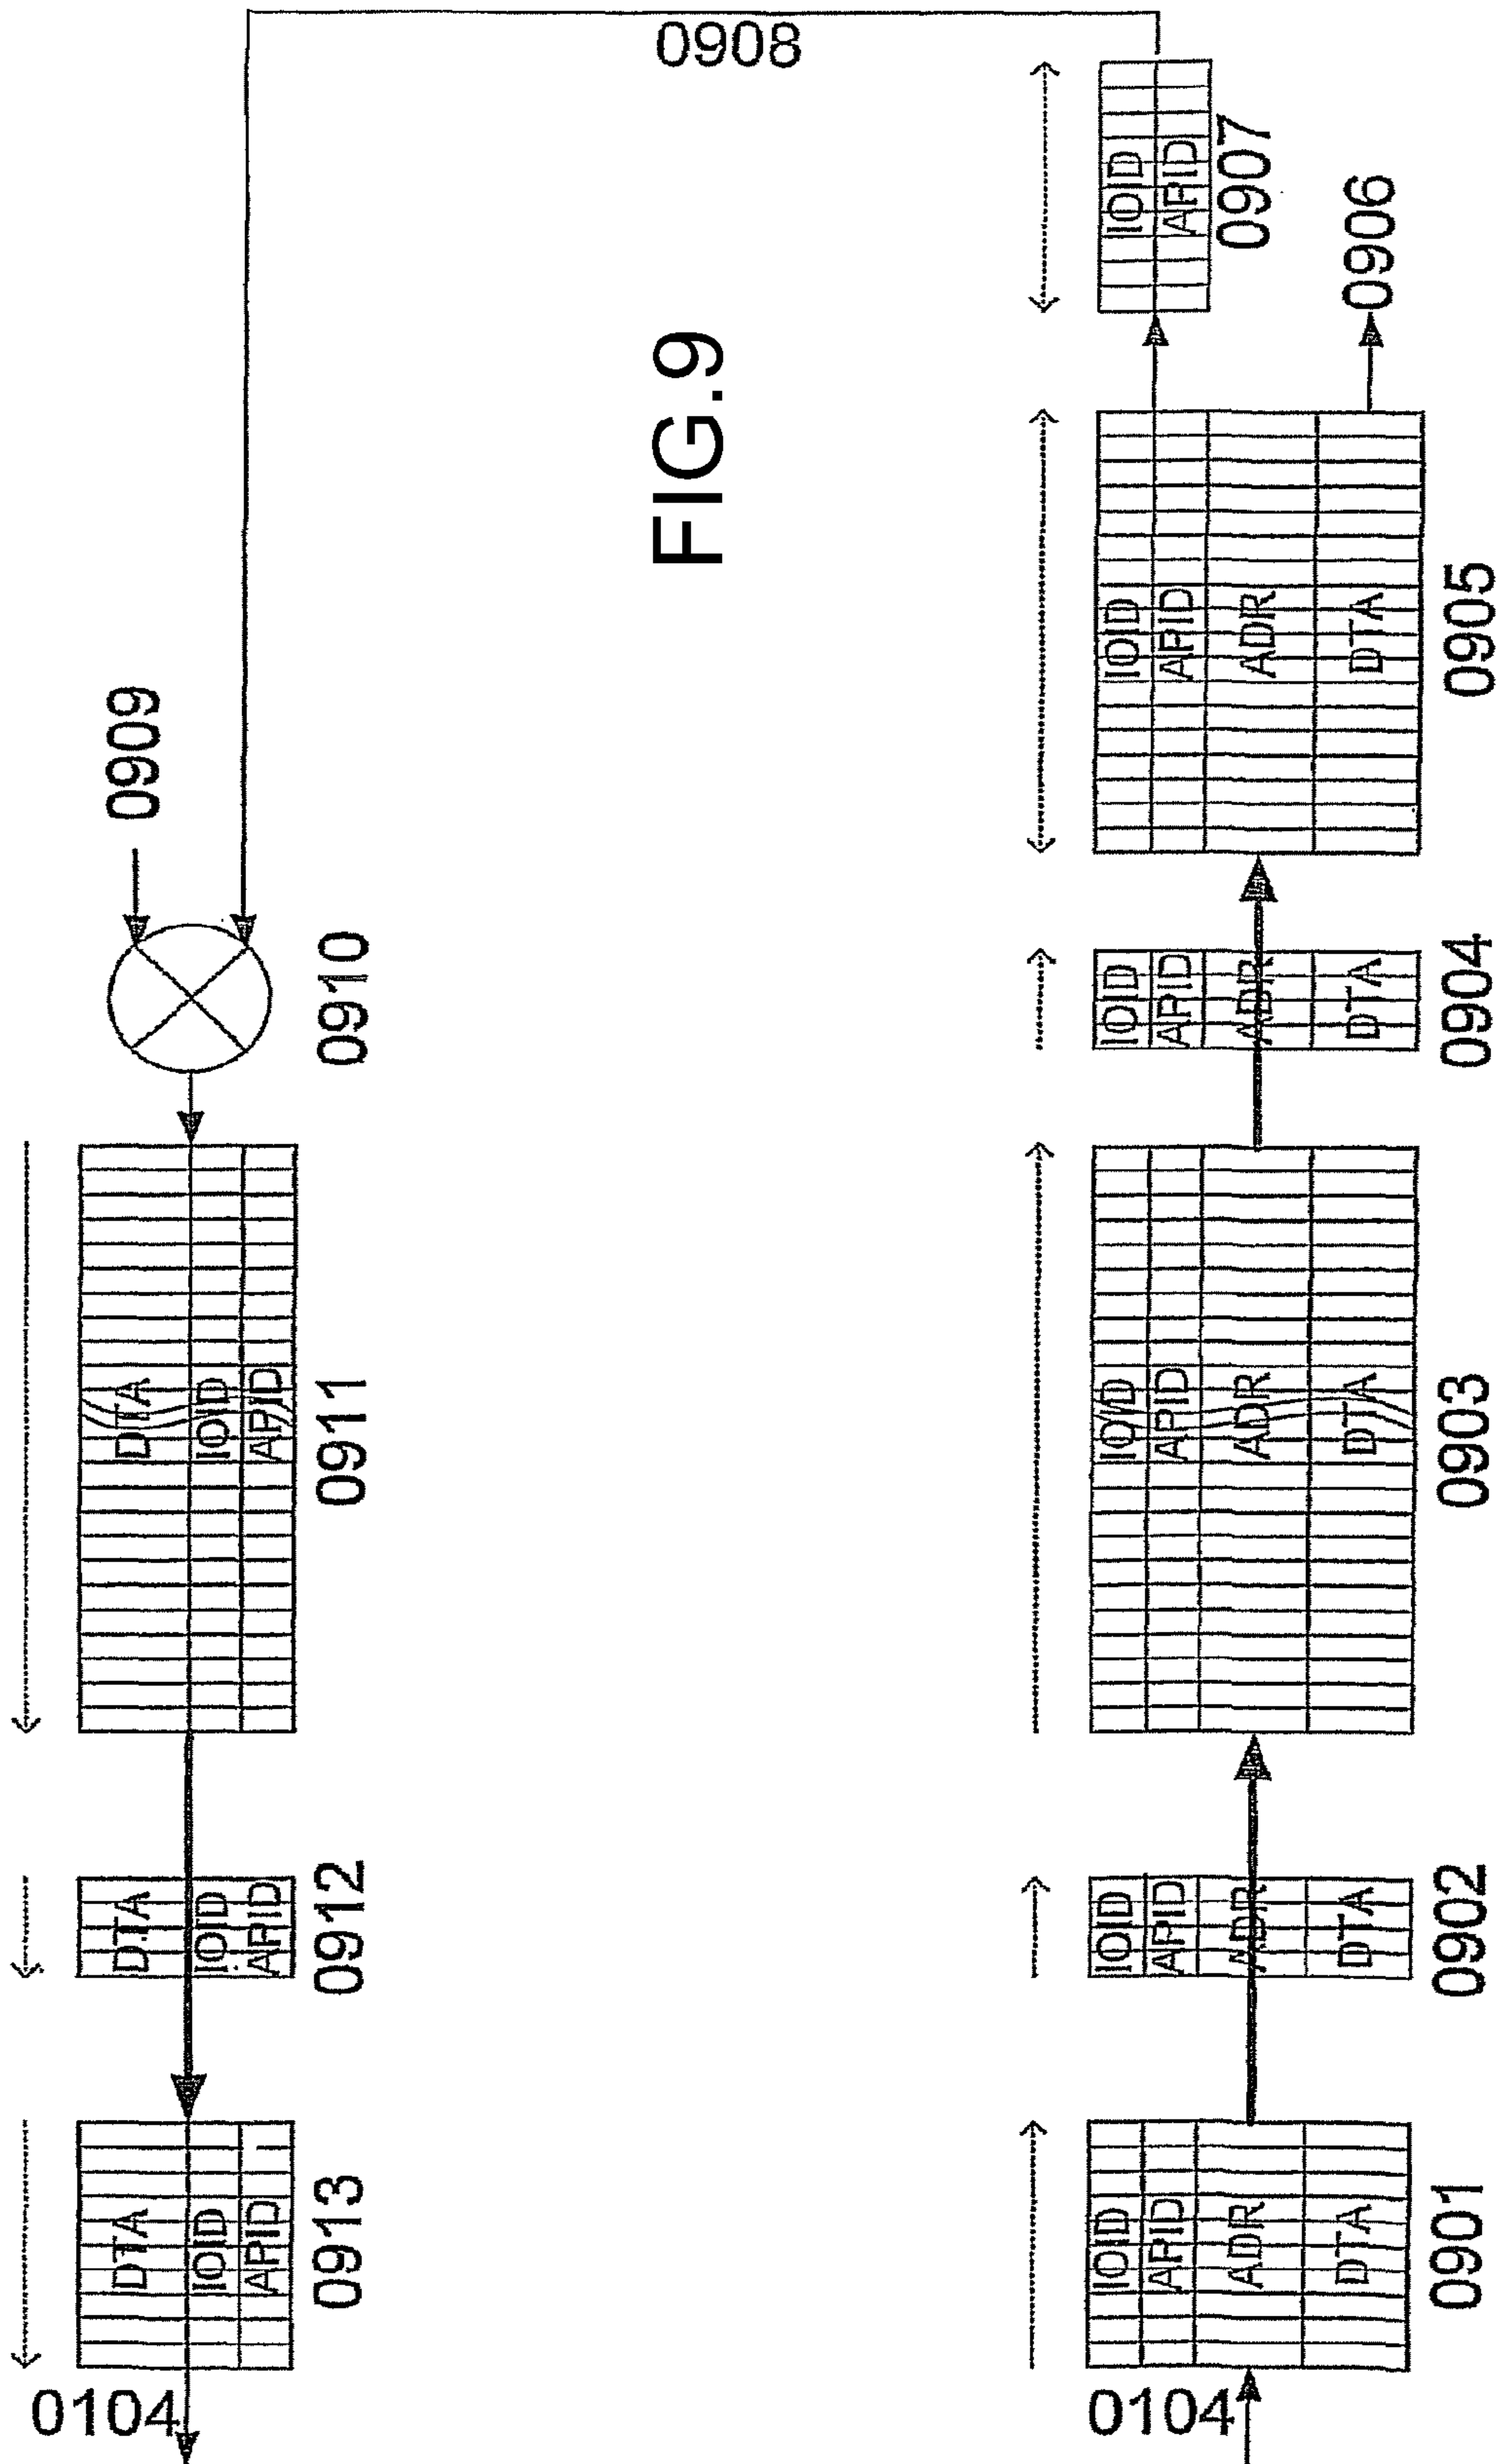 0104
DTA
IOID
APID
0913
DTA
IOID
APID
0912
DTA
IOID
APID
0911
0910
0909
0908
FIG.9
0104
IOID
APID
ADR
DTA
0901
IOID
APID
ADR
DTA
0902
IOID
APID
ADR
DTA
0903
IOID
APID
ADR
DTA
0904
IOID
APID
ADR
DTA
0905
0906
IOID
APID
0907